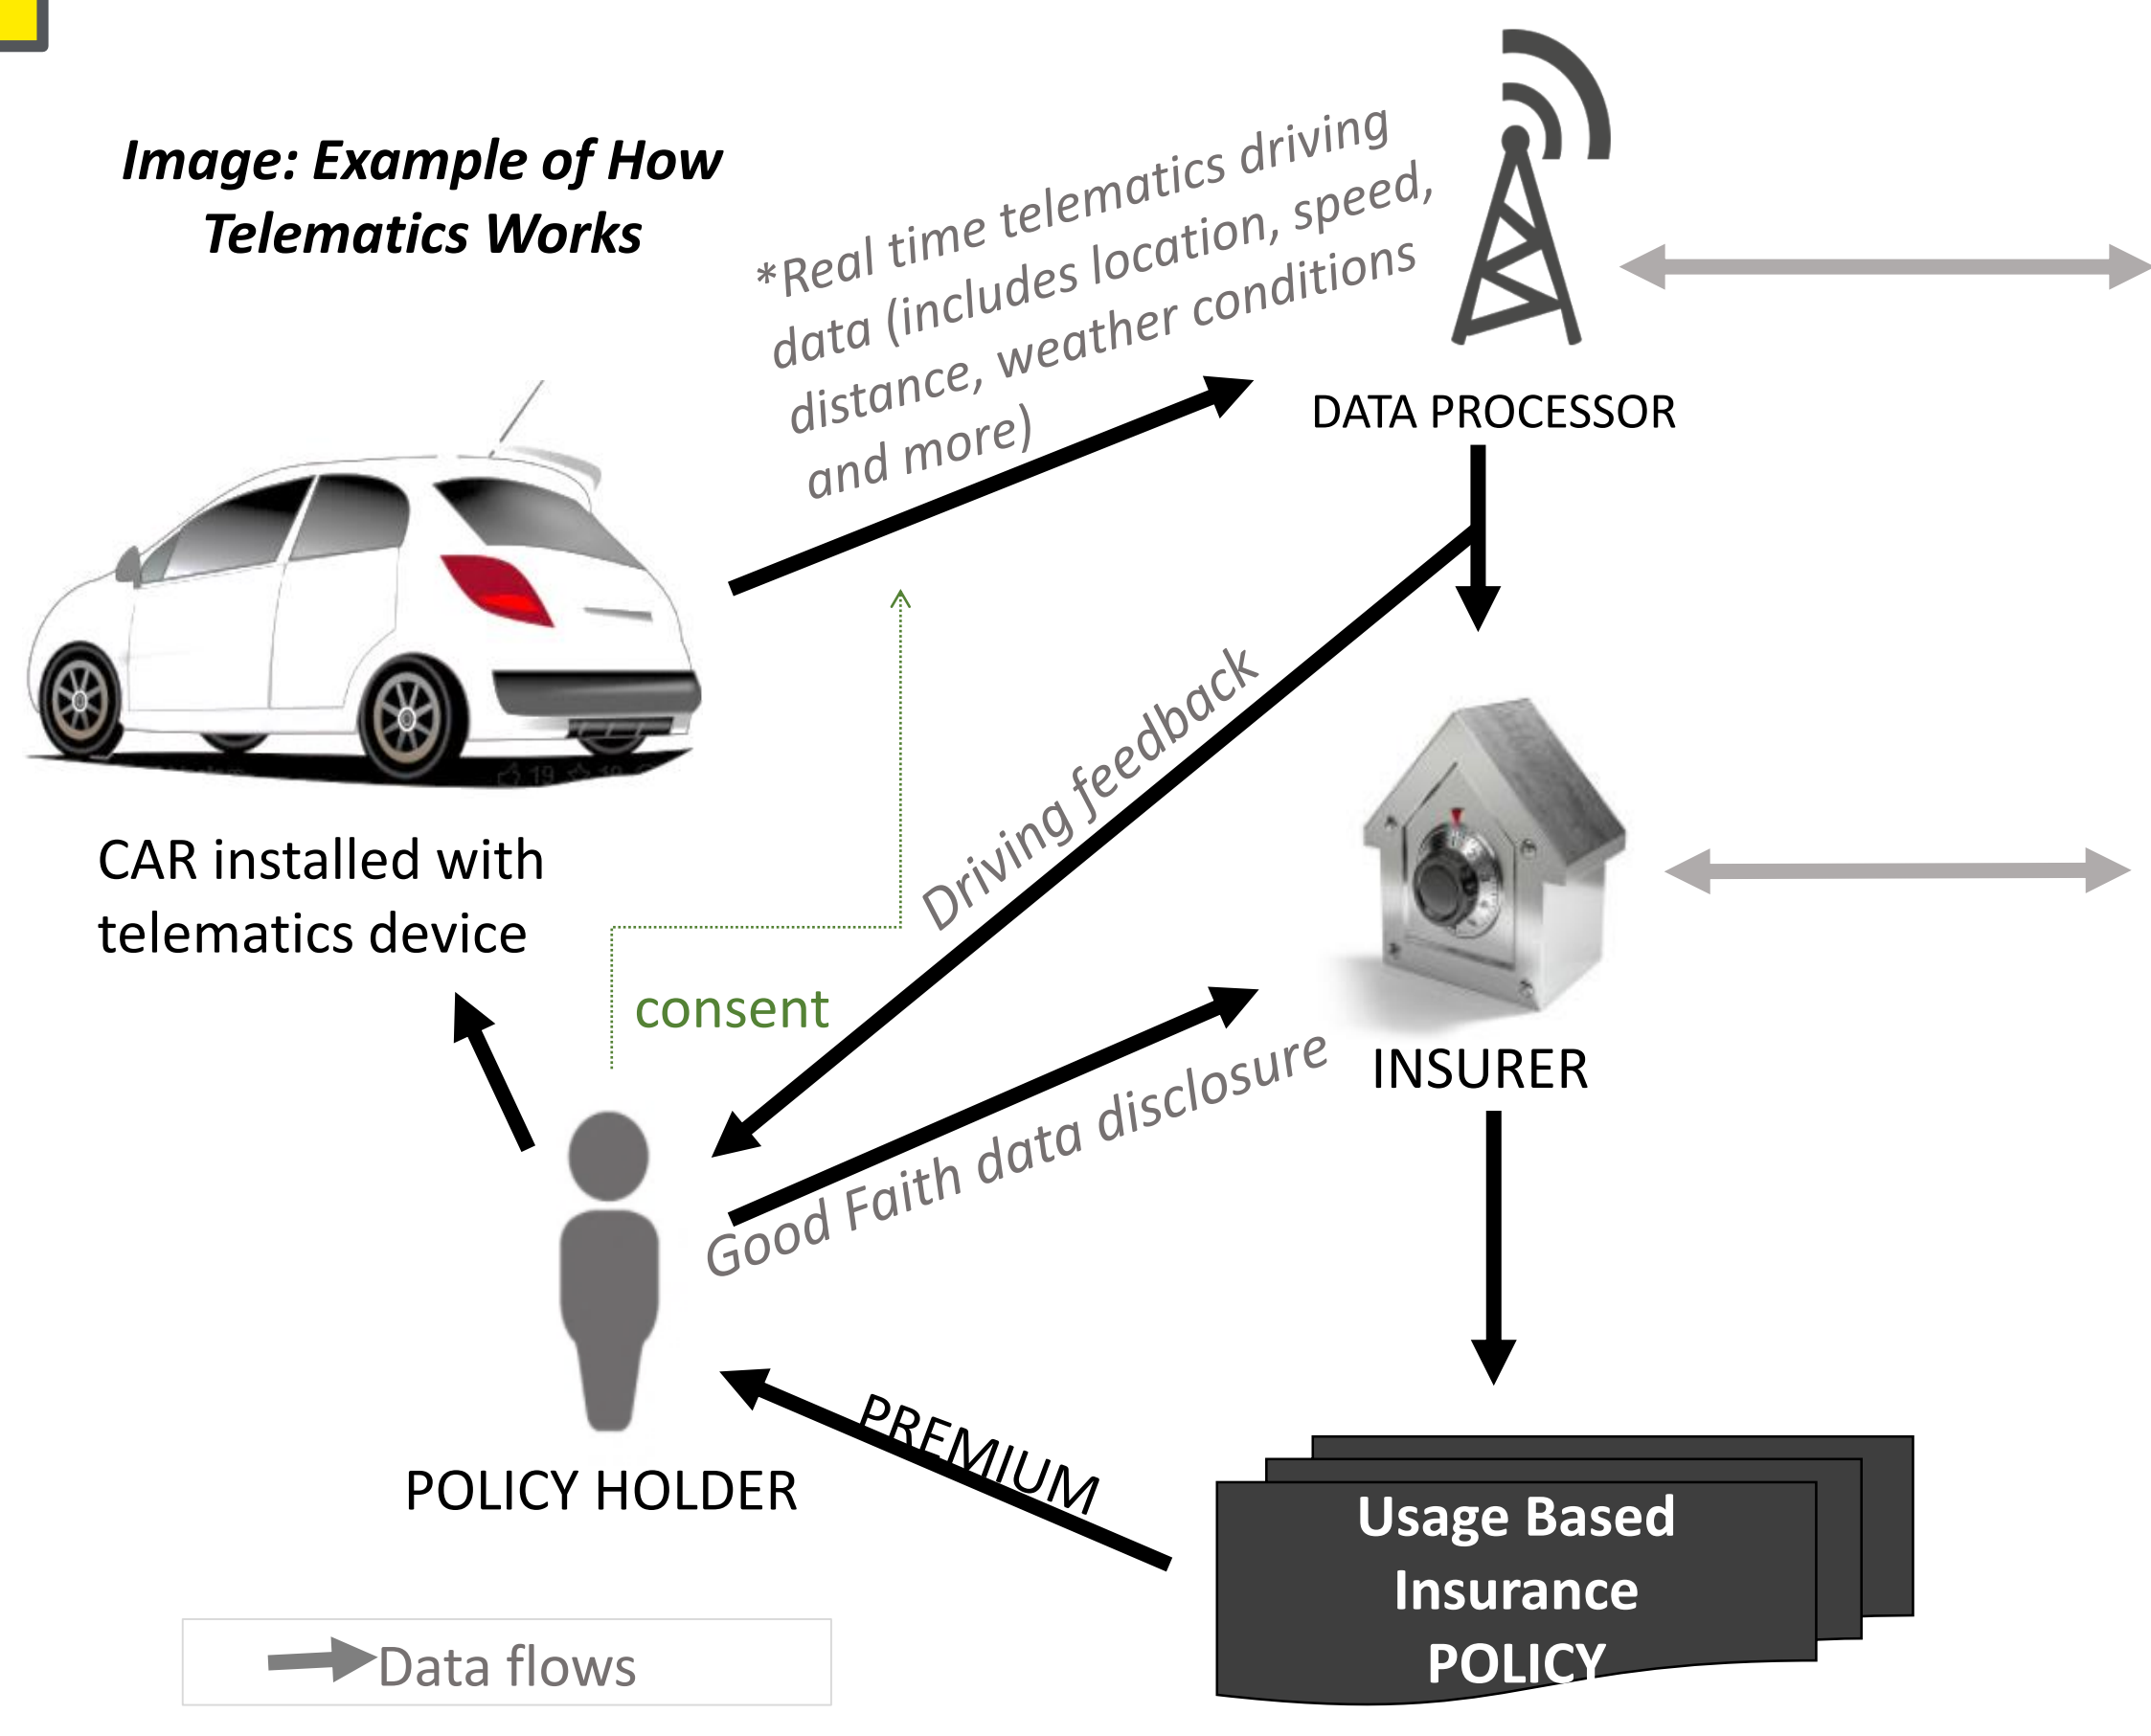 Image: Example of How
Telematics Works
*Real time telematics driving
data (includes location, speed,
distance, weather conditions
and more)
DATA PROCESSOR
CAR installed with
telematics device
Driving feedback
consent
Good Faith data disclosure
INSURER
POLICY HOLDER
PREMIUM
Usage Based
Insurance
POLICY
Data flows